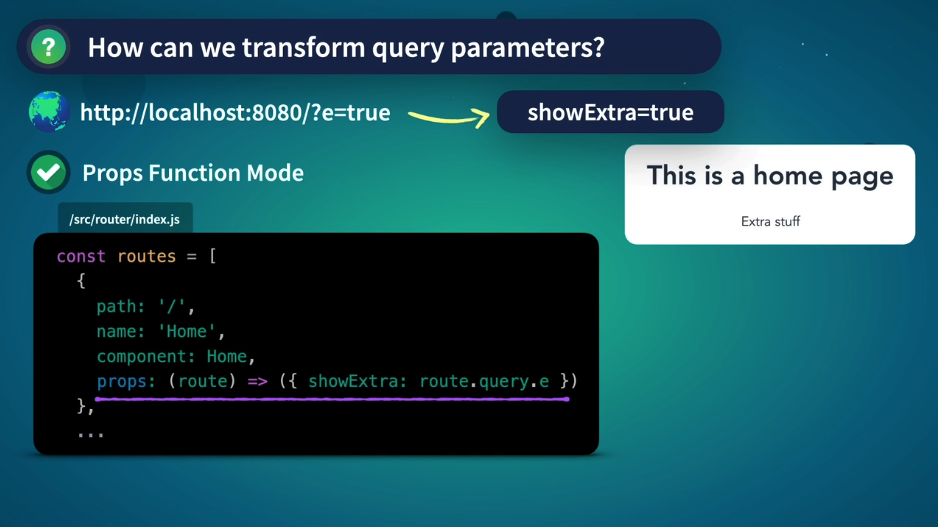 ? How can we transform query parameters?
http://localhost:8080/?e=true
showExtra=true
Props Function Mode
This is a home page
Extra stuff
/src/router/index.js
const routes = [
{
path: '/',
name: 'Home',
component: Home,
props: (route) => ({ showExtra: route.query.e })
},
...